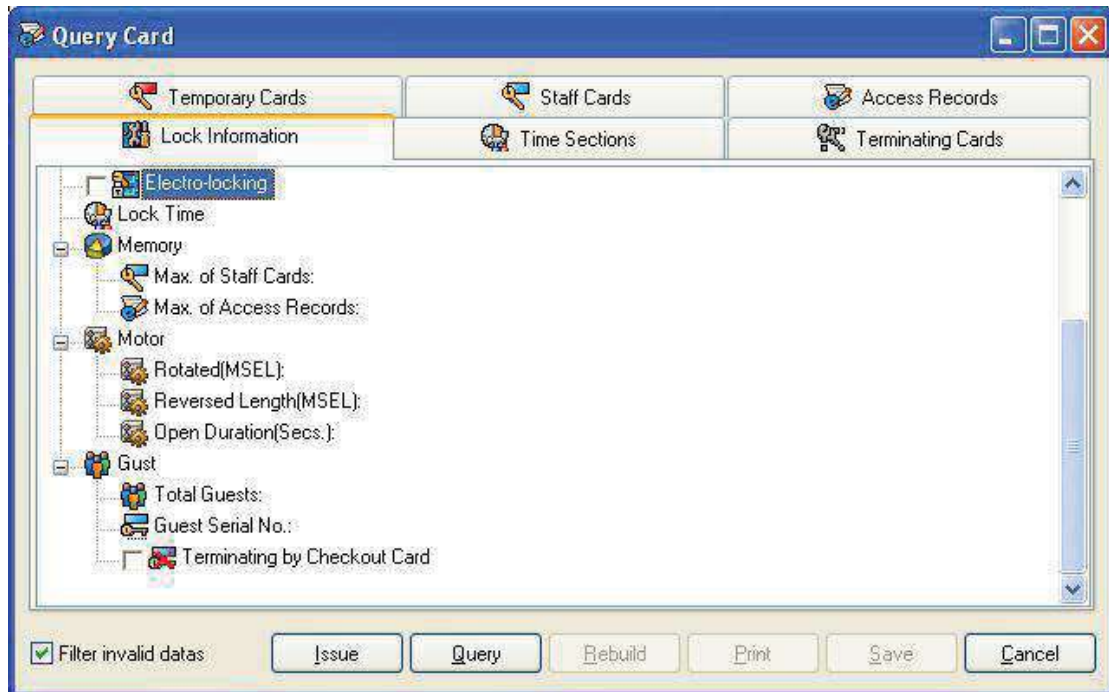 Query Card
Temporary Cards Staff Cards Access Records
Lock Information Time Sections Terminating Cards
Electro-locking
Lock Time
Memory
Max. of Staff Cards:
Max. of Access Records:
Motor
Rotated(MSEL):
Reversed Length(MSEL):
Open Duration(Secs.):
Gust
Total Guests:
Guest Serial No.:
Terminating by Checkout Card
Filter invalid datas Issue Query Rebuild Print Save Cancel